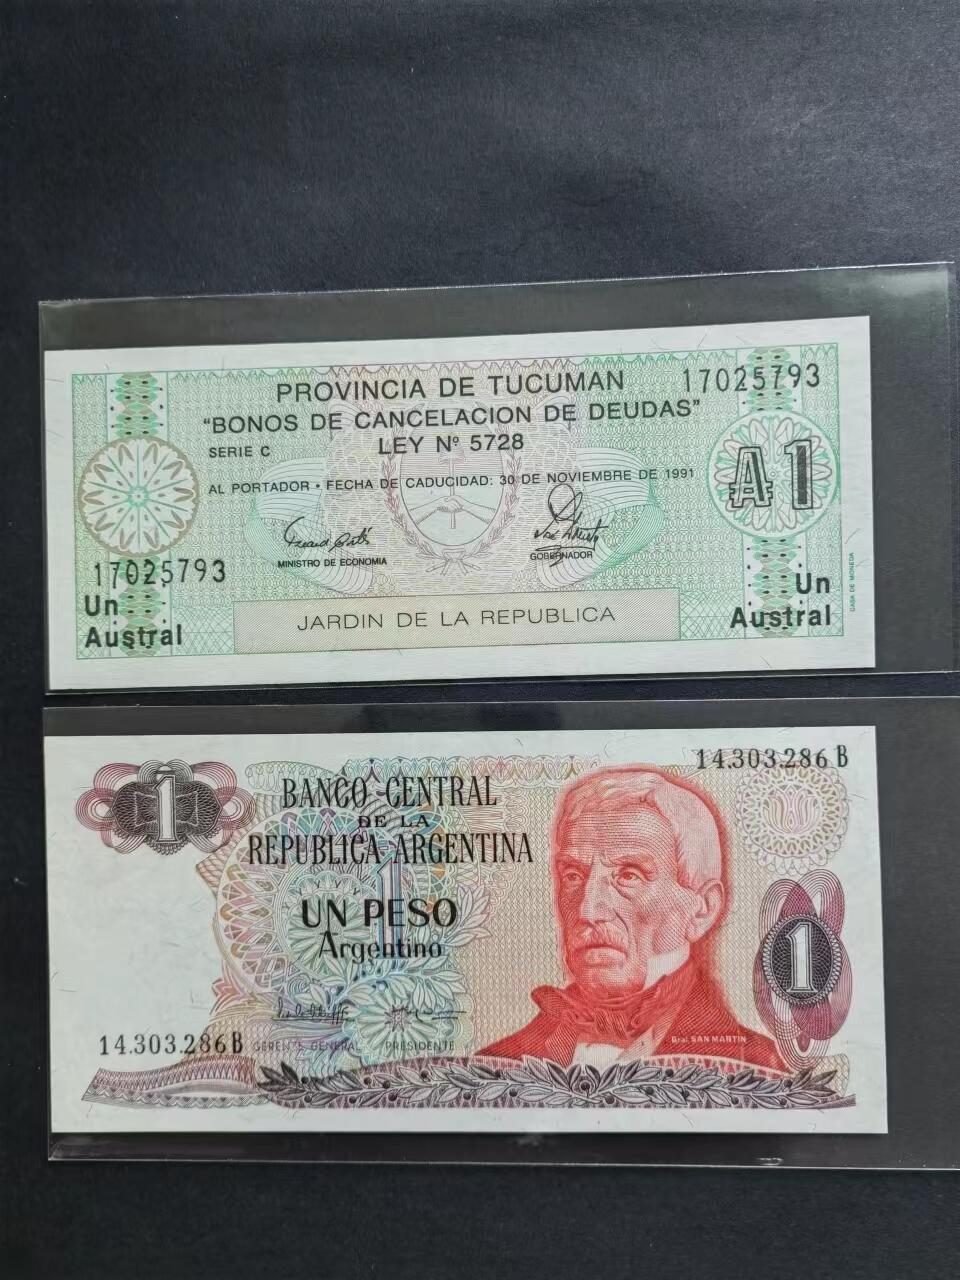 PROVINCIA DE TUCUMAN
17025793
"BONOS DE CANCELACION DE DEUDAS"
LEY Nº 5728
SERIE C
A1
AL PORTADOR • FECHA DE CADUCIDAD: 30 DE NOVIEMBRE DE 1991
MINISTRO DE ECONOMIA
GOBERNADOR
17025793
Un
Austral
JARDIN DE LA REPUBLICA
Un
Austral
CASA DE MONEDA
14.303.286 B
1
BANCO CENTRAL
DE LA
REPUBLICA ARGENTINA
1
UN PESO
Argentino
1
14.303.286 B
GERENTE GENERAL
PRESIDENTE
Gral. SAN MARTIN